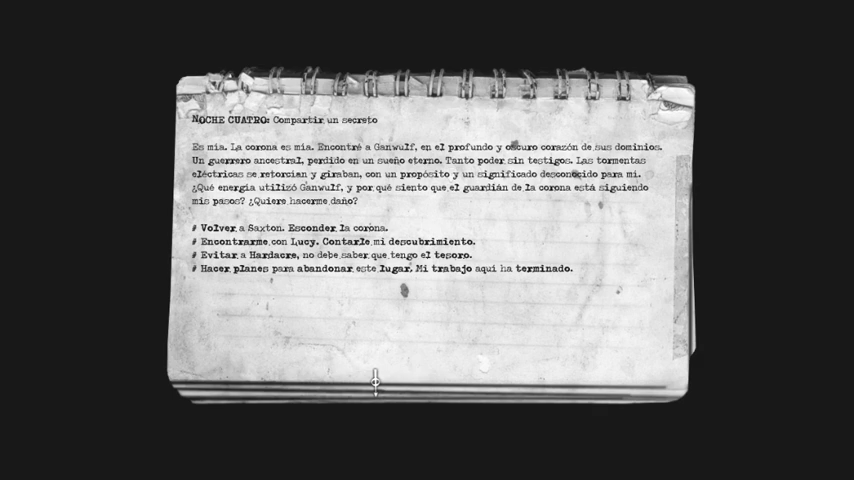 NOCHE CUATRO: Compartir un secreto
Es mía. La corona es mía. Encontré a Ganwulf, en el profundo y oscuro corazón de sus dominios.
Un guerrero ancestral, perdido en un sueño eterno. Tanto poder sin testigos. Las tormentas
eléctricas se retorcían y giraban, con un propósito y un significado desconocido para mí.
¿Qué energía utilizó Ganwulf, y por qué siento que el guardián de la corona está siguiendo
mis pasos? ¿Quiere hacerme daño?
# Volver a Saxton. Esconder la corona.
# Encontrarme con Lucy. Contarle mi descubrimiento.
# Evitar a Hardacre, no debe saber que tengo el tesoro.
# Hacer planes para abandonar este lugar. Mi trabajo aquí ha terminado.